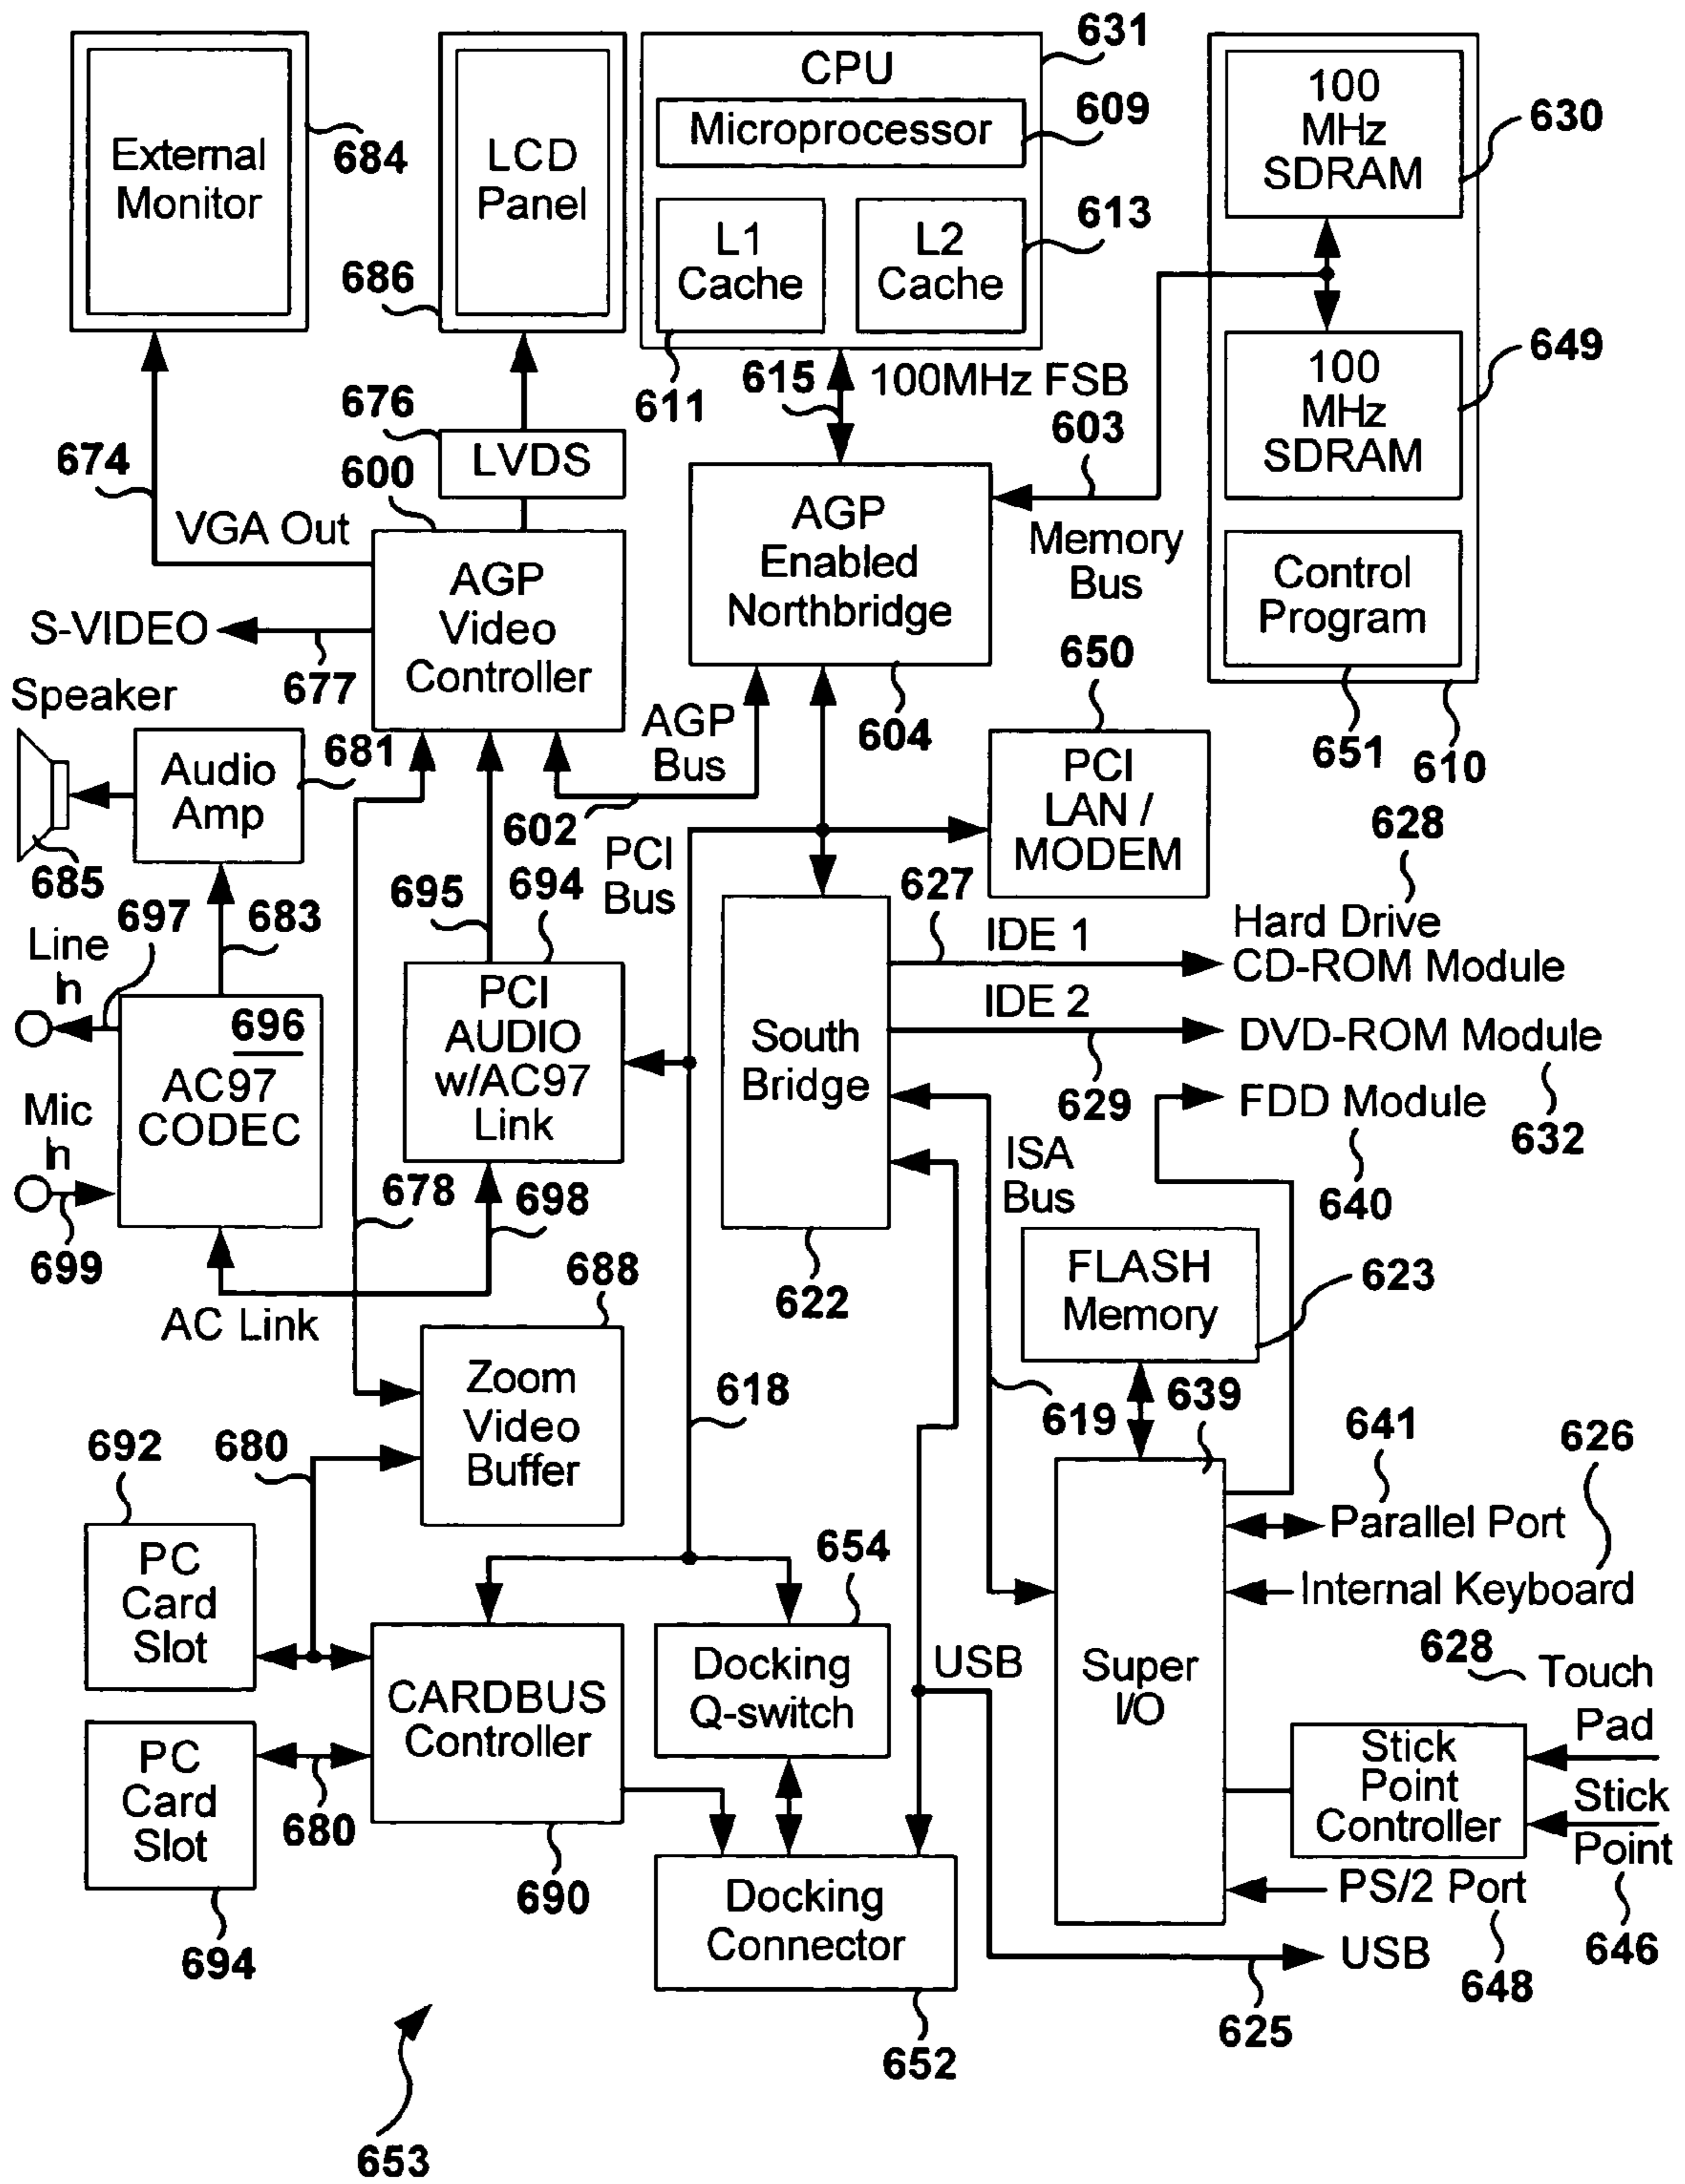 631
CPU
Microprocessor
609
L1
Cache
L2
Cache
613
611
External
Monitor
684
LCD
Panel
686
100
MHz
SDRAM
630
100
MHz
SDRAM
649
Control
Program
651
610
615
100MHz FSB
603
Memory
Bus
676
LVDS
674
600
VGA Out
AGP
Video
Controller
S-VIDEO
677
AGP
Enabled
Northbridge
604
AGP
Bus
602
650
PCI
LAN /
MODEM
Speaker
Audio
Amp
681
685
697
683
Line
In
696
AC97
CODEC
Mic
In
699
695
694
PCI
AUDIO
w/AC97
Link
PCI
Bus
678
698
AC Link
627
IDE 1
628
Hard Drive
CD-ROM Module
IDE 2
629
DVD-ROM Module
632
FDD Module
640
South
Bridge
622
ISA
Bus
FLASH
Memory
623
688
Zoom
Video
Buffer
618
619
639
641
626
Parallel Port
Internal Keyboard
692
680
PC
Card
Slot
PC
Card
Slot
680
694
CARDBUS
Controller
690
654
Docking
Q-switch
USB
Super
I/O
628
Touch
Pad
Stick
Point
Controller
Stick
Point
646
PS/2 Port
648
Docking
Connector
652
USB
625
653